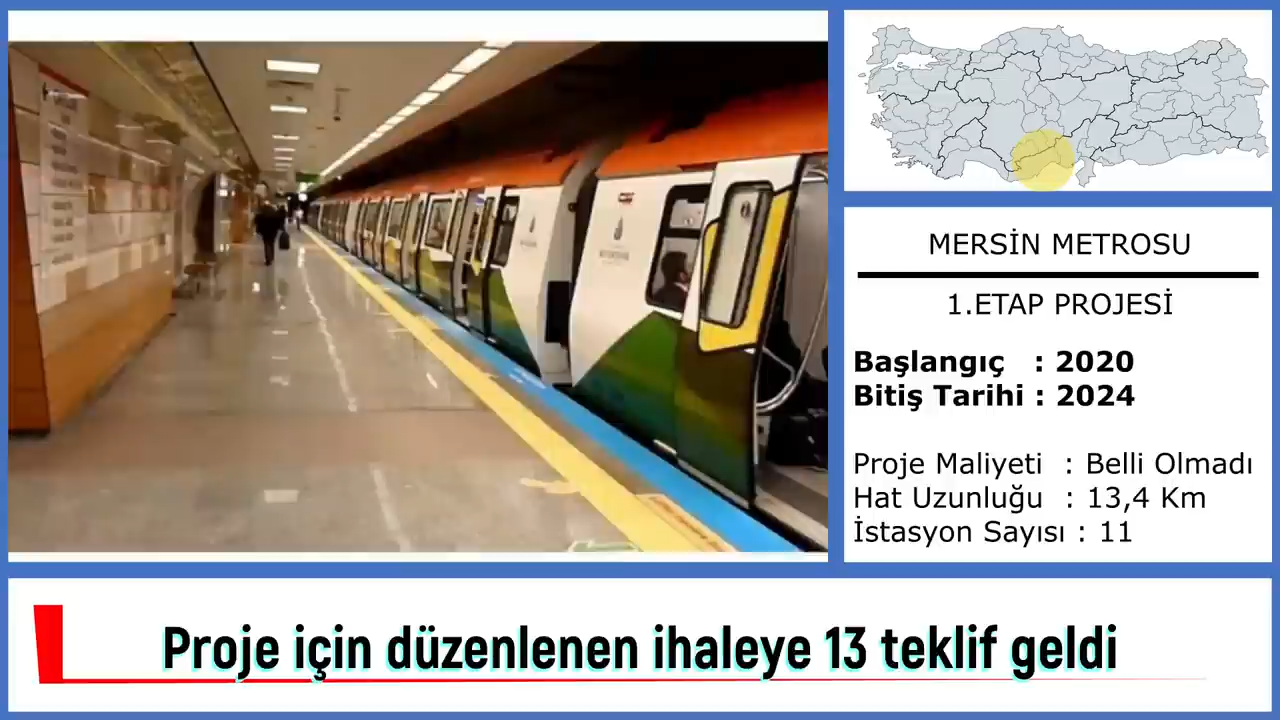 MERSİN METROSU
1.ETAP PROJESİ
Başlangıç : 2020
Bitiş Tarihi : 2024
Proje Maliyeti : Belli Olmadı
Hat Uzunluğu : 13,4 Km
İstasyon Sayısı : 11
Proje için düzenlenen ihaleye 13 teklif geldi